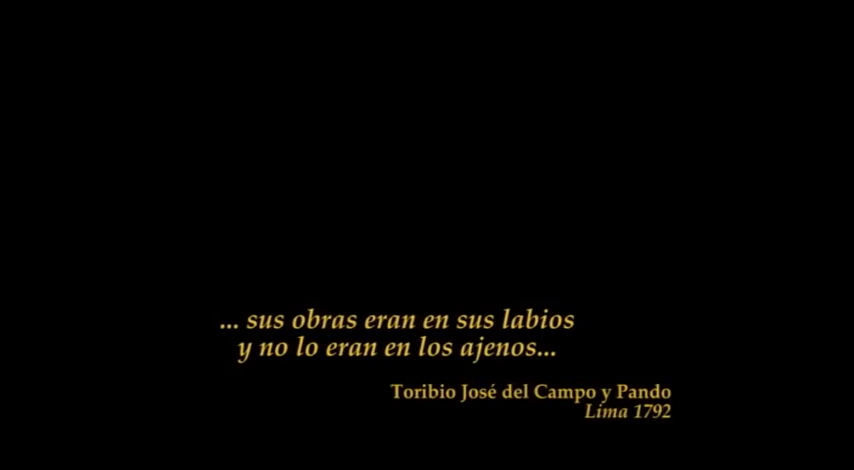 ... sus obras eran en sus labios
y no lo eran en los ajenos...
Toribio José del Campo y Pando
Lima 1792